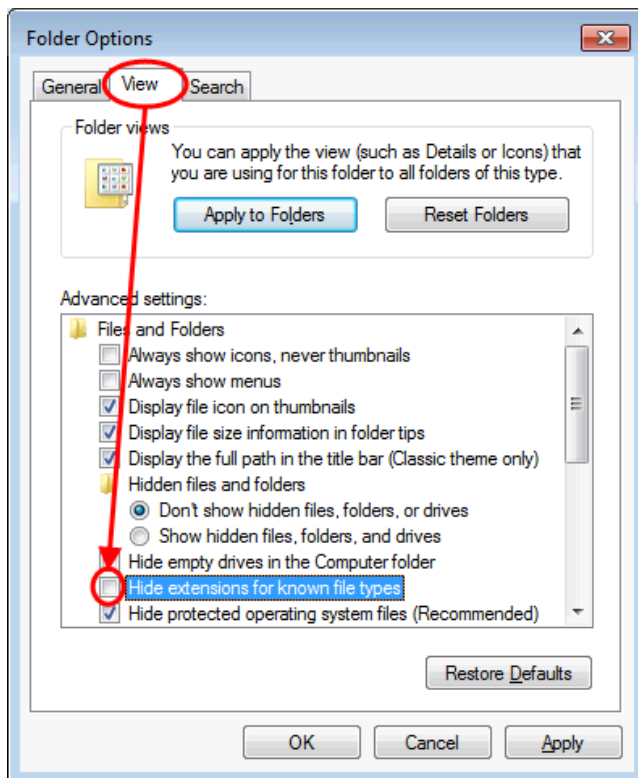 Folder Options
General View Search
Folder views
You can apply the view (such as Details or Icons) that
you are using for this folder to all folders of this type.
Apply to Folders Reset Folders
Advanced settings:
Files and Folders
Always show icons, never thumbnails
Always show menus
Display file icon on thumbnails
Display file size information in folder tips
Display the full path in the title bar (Classic theme only)
Hidden files and folders
Don't show hidden files, folders, or drives
Show hidden files, folders, and drives
Hide empty drives in the Computer folder
Hide extensions for known file types
Hide protected operating system files (Recommended)
Restore Defaults
OK Cancel Apply